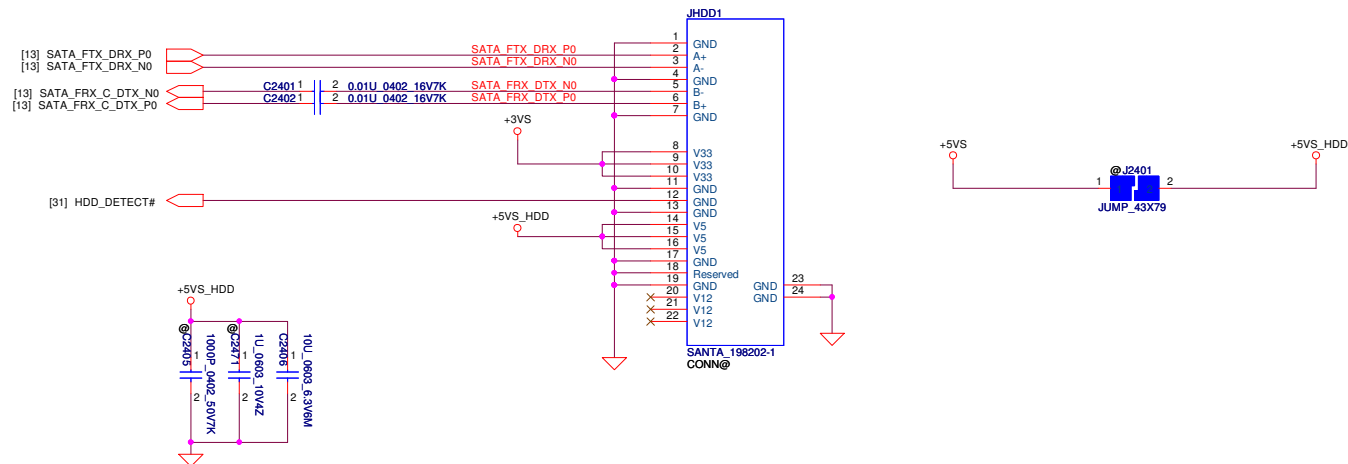 JHDD1
[13] SATA_FTX_DRX_P0 SATA_FTX_DRX_P0 2 A+
[13] SATA_FTX_DRX_N0 SATA_FTX_DRX_N0 3 A-
1 GND
4 GND
[13] SATA_FRX_C_DTX_N0 C2401 1 2 0.01U_0402_16V7K SATA_FRX_DTX_N0 5 B-
[13] SATA_FRX_C_DTX_P0 C2402 1 2 0.01U_0402_16V7K SATA_FRX_DTX_P0 6 B+
7 GND
+3VS
8 V33
9 V33
10 V33
11 GND
[31] HDD_DETECT# 12 GND
13 GND
+5VS_HDD
14 V5
15 V5
16 V5
17 GND
18 Reserved
19 GND
20 V12
21 V12
22 V12
GND 23
GND 24
SANTA_198202-1
CONN@
+5VS
+5VS_HDD
@J2401
1 1 2 2
JUMP_43X79
+5VS_HDD
@C2405
1 2
1000P_0402_50V7K
@C2471
1 2
1U_0603_10V4Z
C2406
1 2
10U_0603_6.3V6M